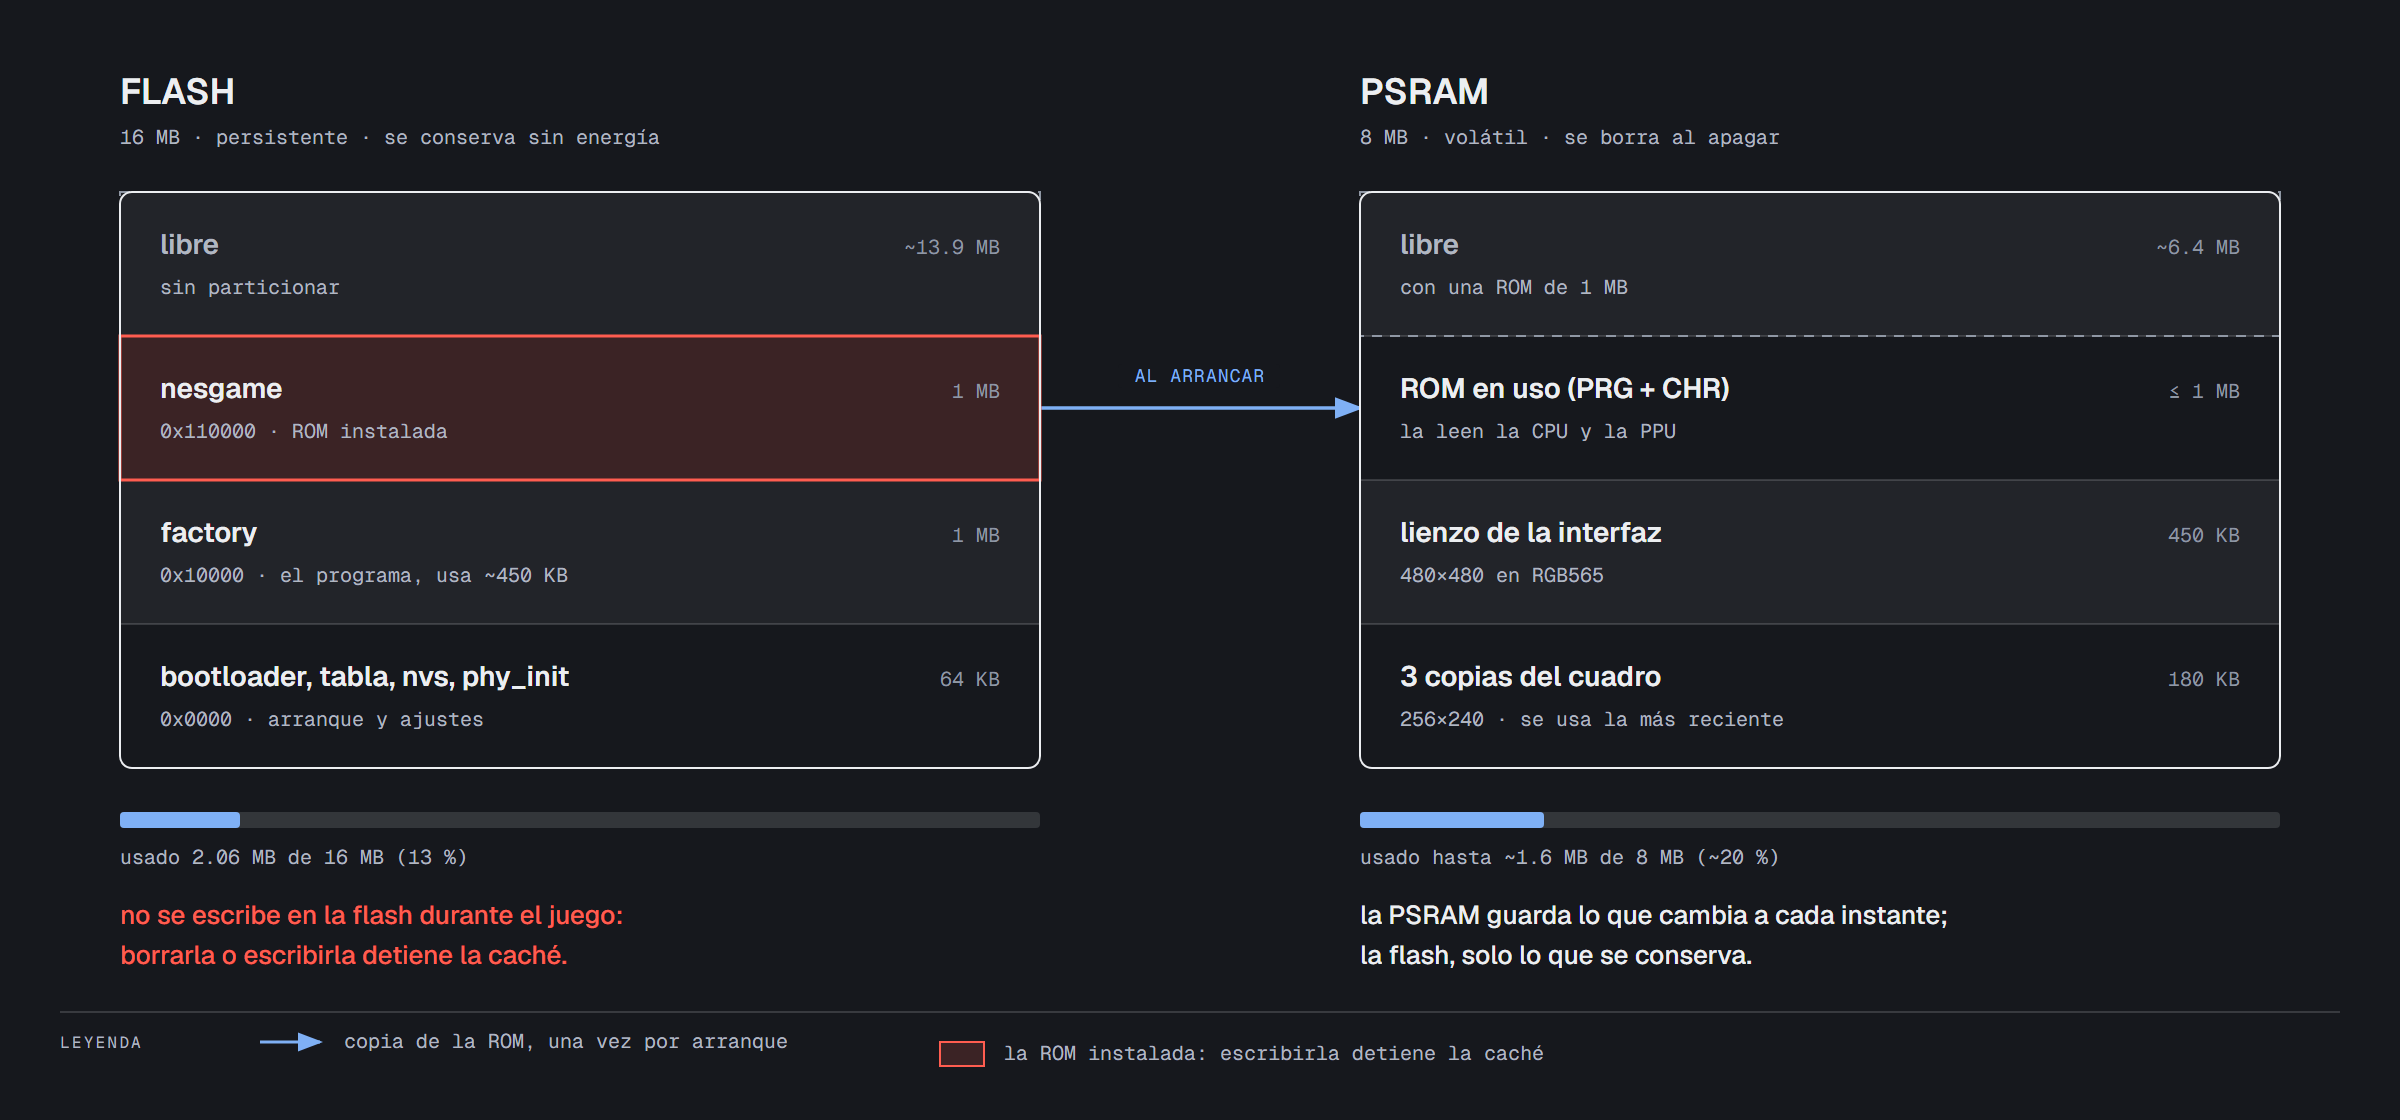 FLASH
16 MB · persistente · se conserva sin energía
libre
~13.9 MB
sin particionar
nesgame
1 MB
0x110000 · ROM instalada
factory
1 MB
0x10000 · el programa, usa ~450 KB
bootloader, tabla, nvs, phy_init
64 KB
0x0000 · arranque y ajustes
usado 2.06 MB de 16 MB (13 %)
no se escribe en la flash durante el juego:
borrarla o escribirla detiene la caché.
AL ARRANCAR
PSRAM
8 MB · volátil · se borra al apagar
libre
~6.4 MB
con una ROM de 1 MB
ROM en uso (PRG + CHR)
≤ 1 MB
la leen la CPU y la PPU
lienzo de la interfaz
450 KB
480×480 en RGB565
3 copias del cuadro
180 KB
256×240 · se usa la más reciente
usado hasta ~1.6 MB de 8 MB (~20 %)
la PSRAM guarda lo que cambia a cada instante;
la flash, solo lo que se conserva.
LEYENDA
copia de la ROM, una vez por arranque
la ROM instalada: escribirla detiene la caché